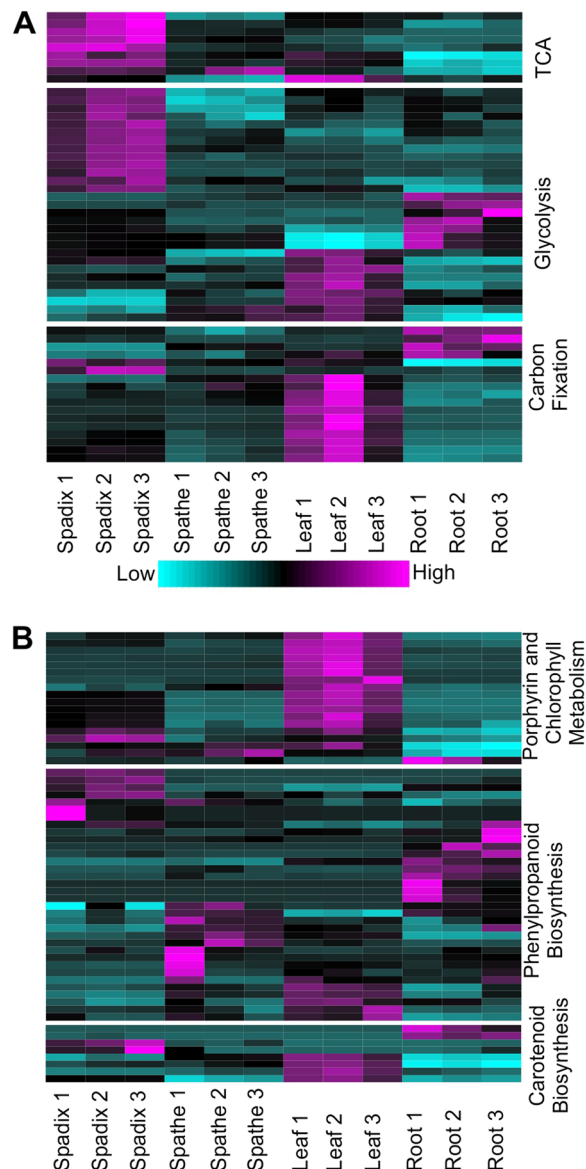 A
TCA
Glycolysis
Carbon
Fixation
Spadix 1
Spadix 2
Spadix 3
Spathe 1
Spathe 2
Spathe 3
Leaf 1
Leaf 2
Leaf 3
Root 1
Root 2
Root 3
Low
High
B
Porphyrin and
Chlorophyll
Metabolism
Phenylpropanoid
Biosynthesis
Carotenoid
Biosynthesis
Spadix 1
Spadix 2
Spadix 3
Spathe 1
Spathe 2
Spathe 3
Leaf 1
Leaf 2
Leaf 3
Root 1
Root 2
Root 3